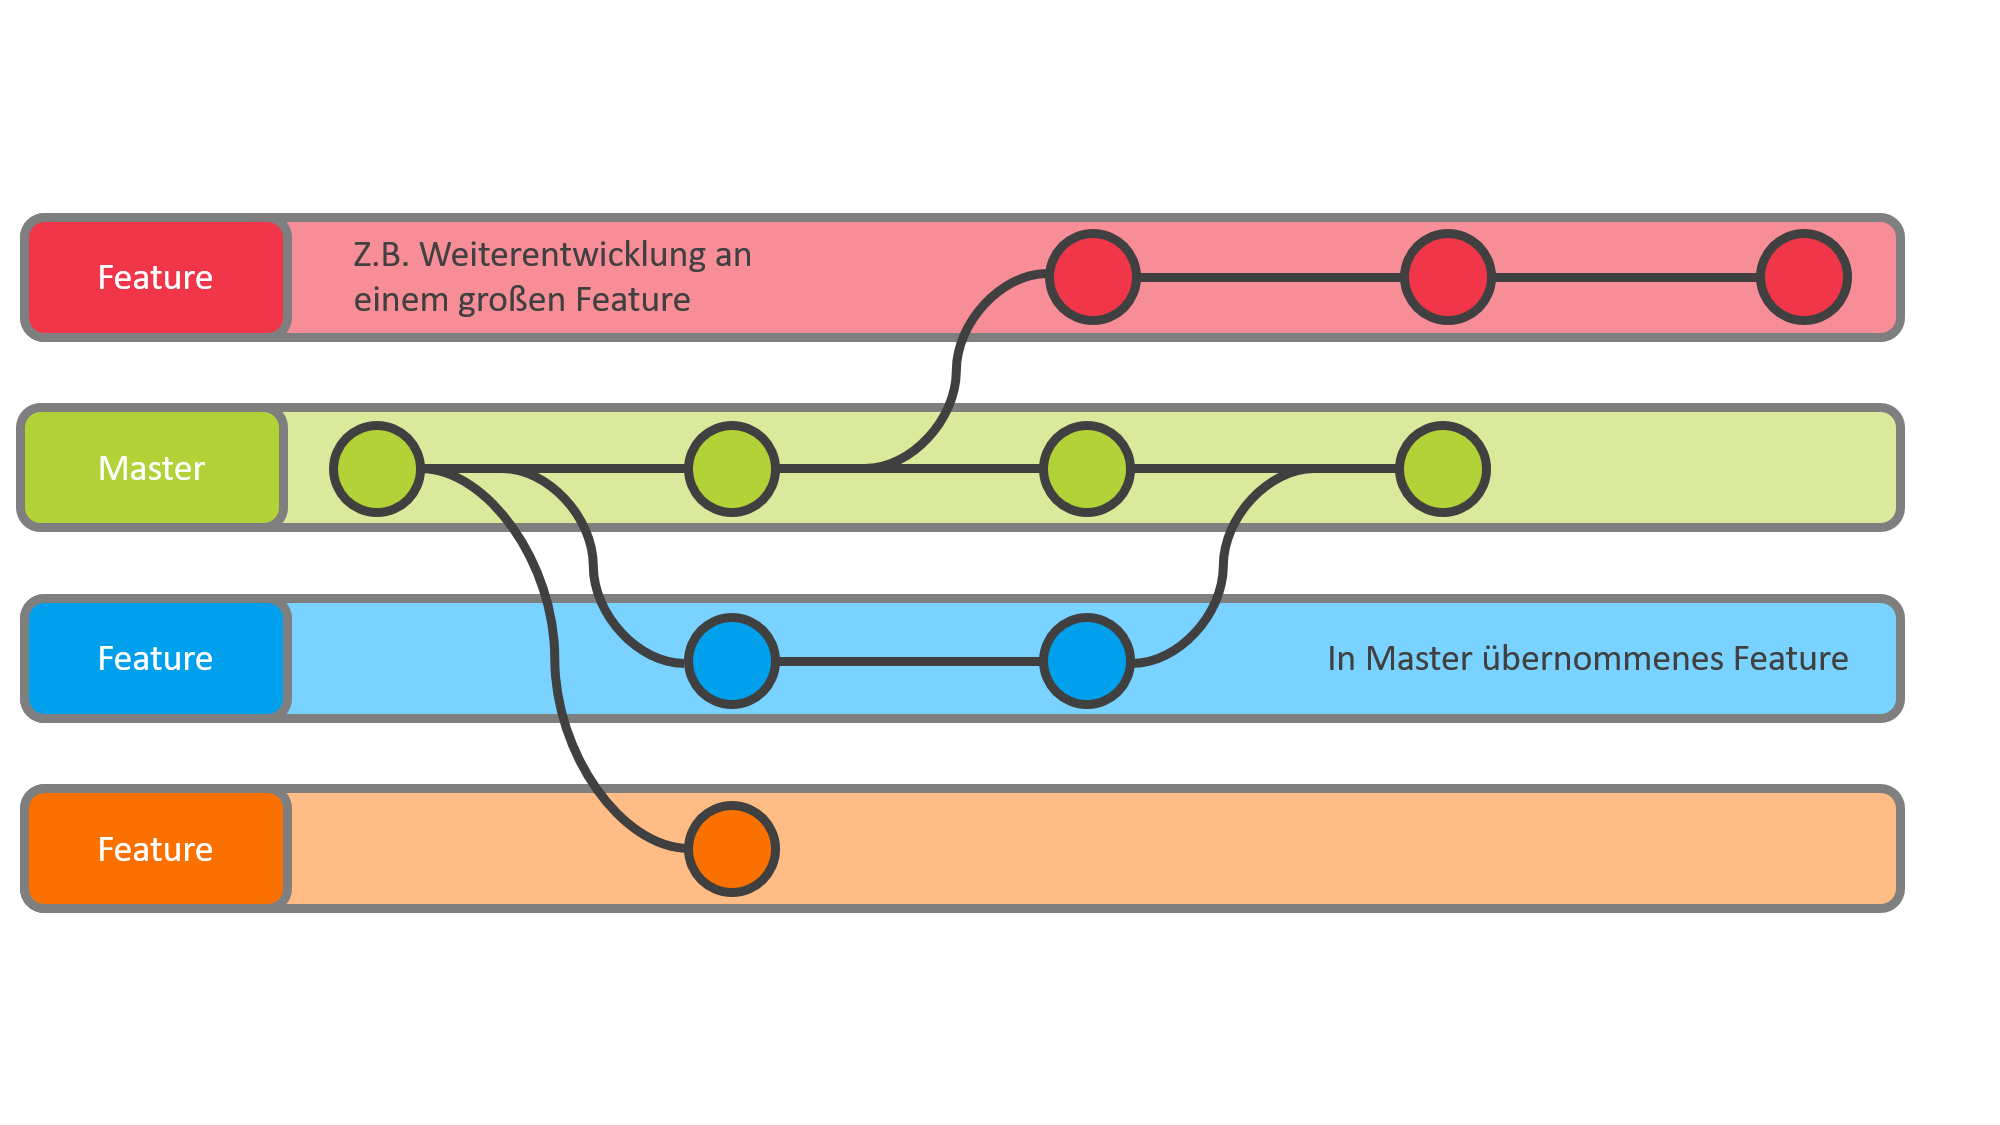 Feature
Z.B. Weiterentwicklung an
einem großen Feature
Master
Feature
In Master übernommenes Feature
Feature